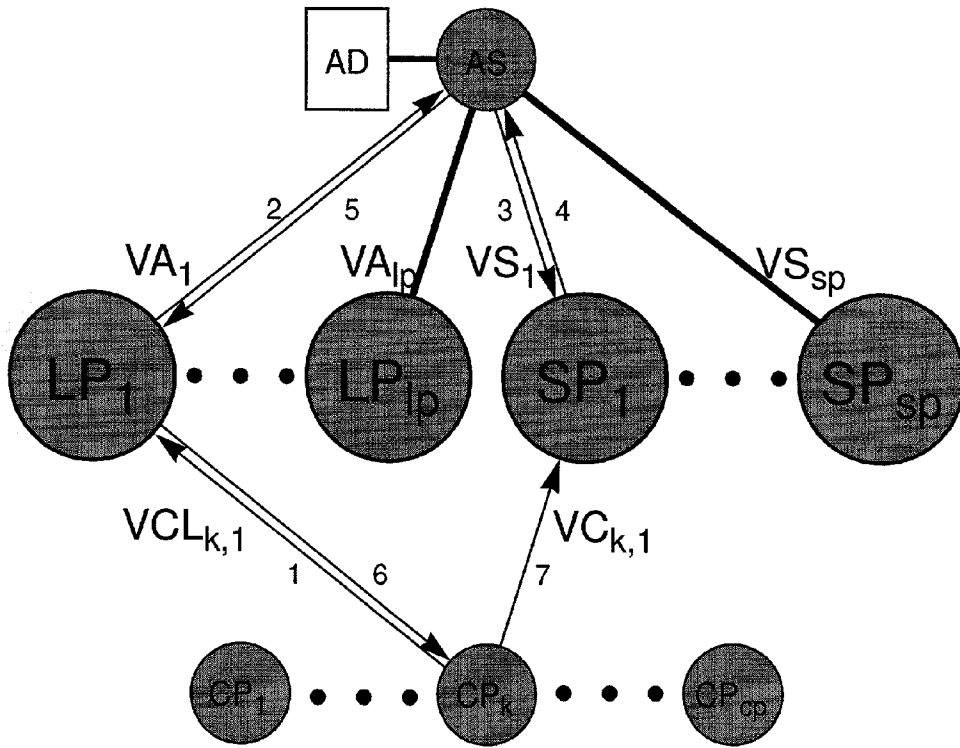 AD
AS
2
5
3
4
VA1
VAlp
VS1
VSsp
LP1
LPlp
SP1
SPsp
VCLk,1
VCk,1
1
6
7
CP1
CPk
CPcp